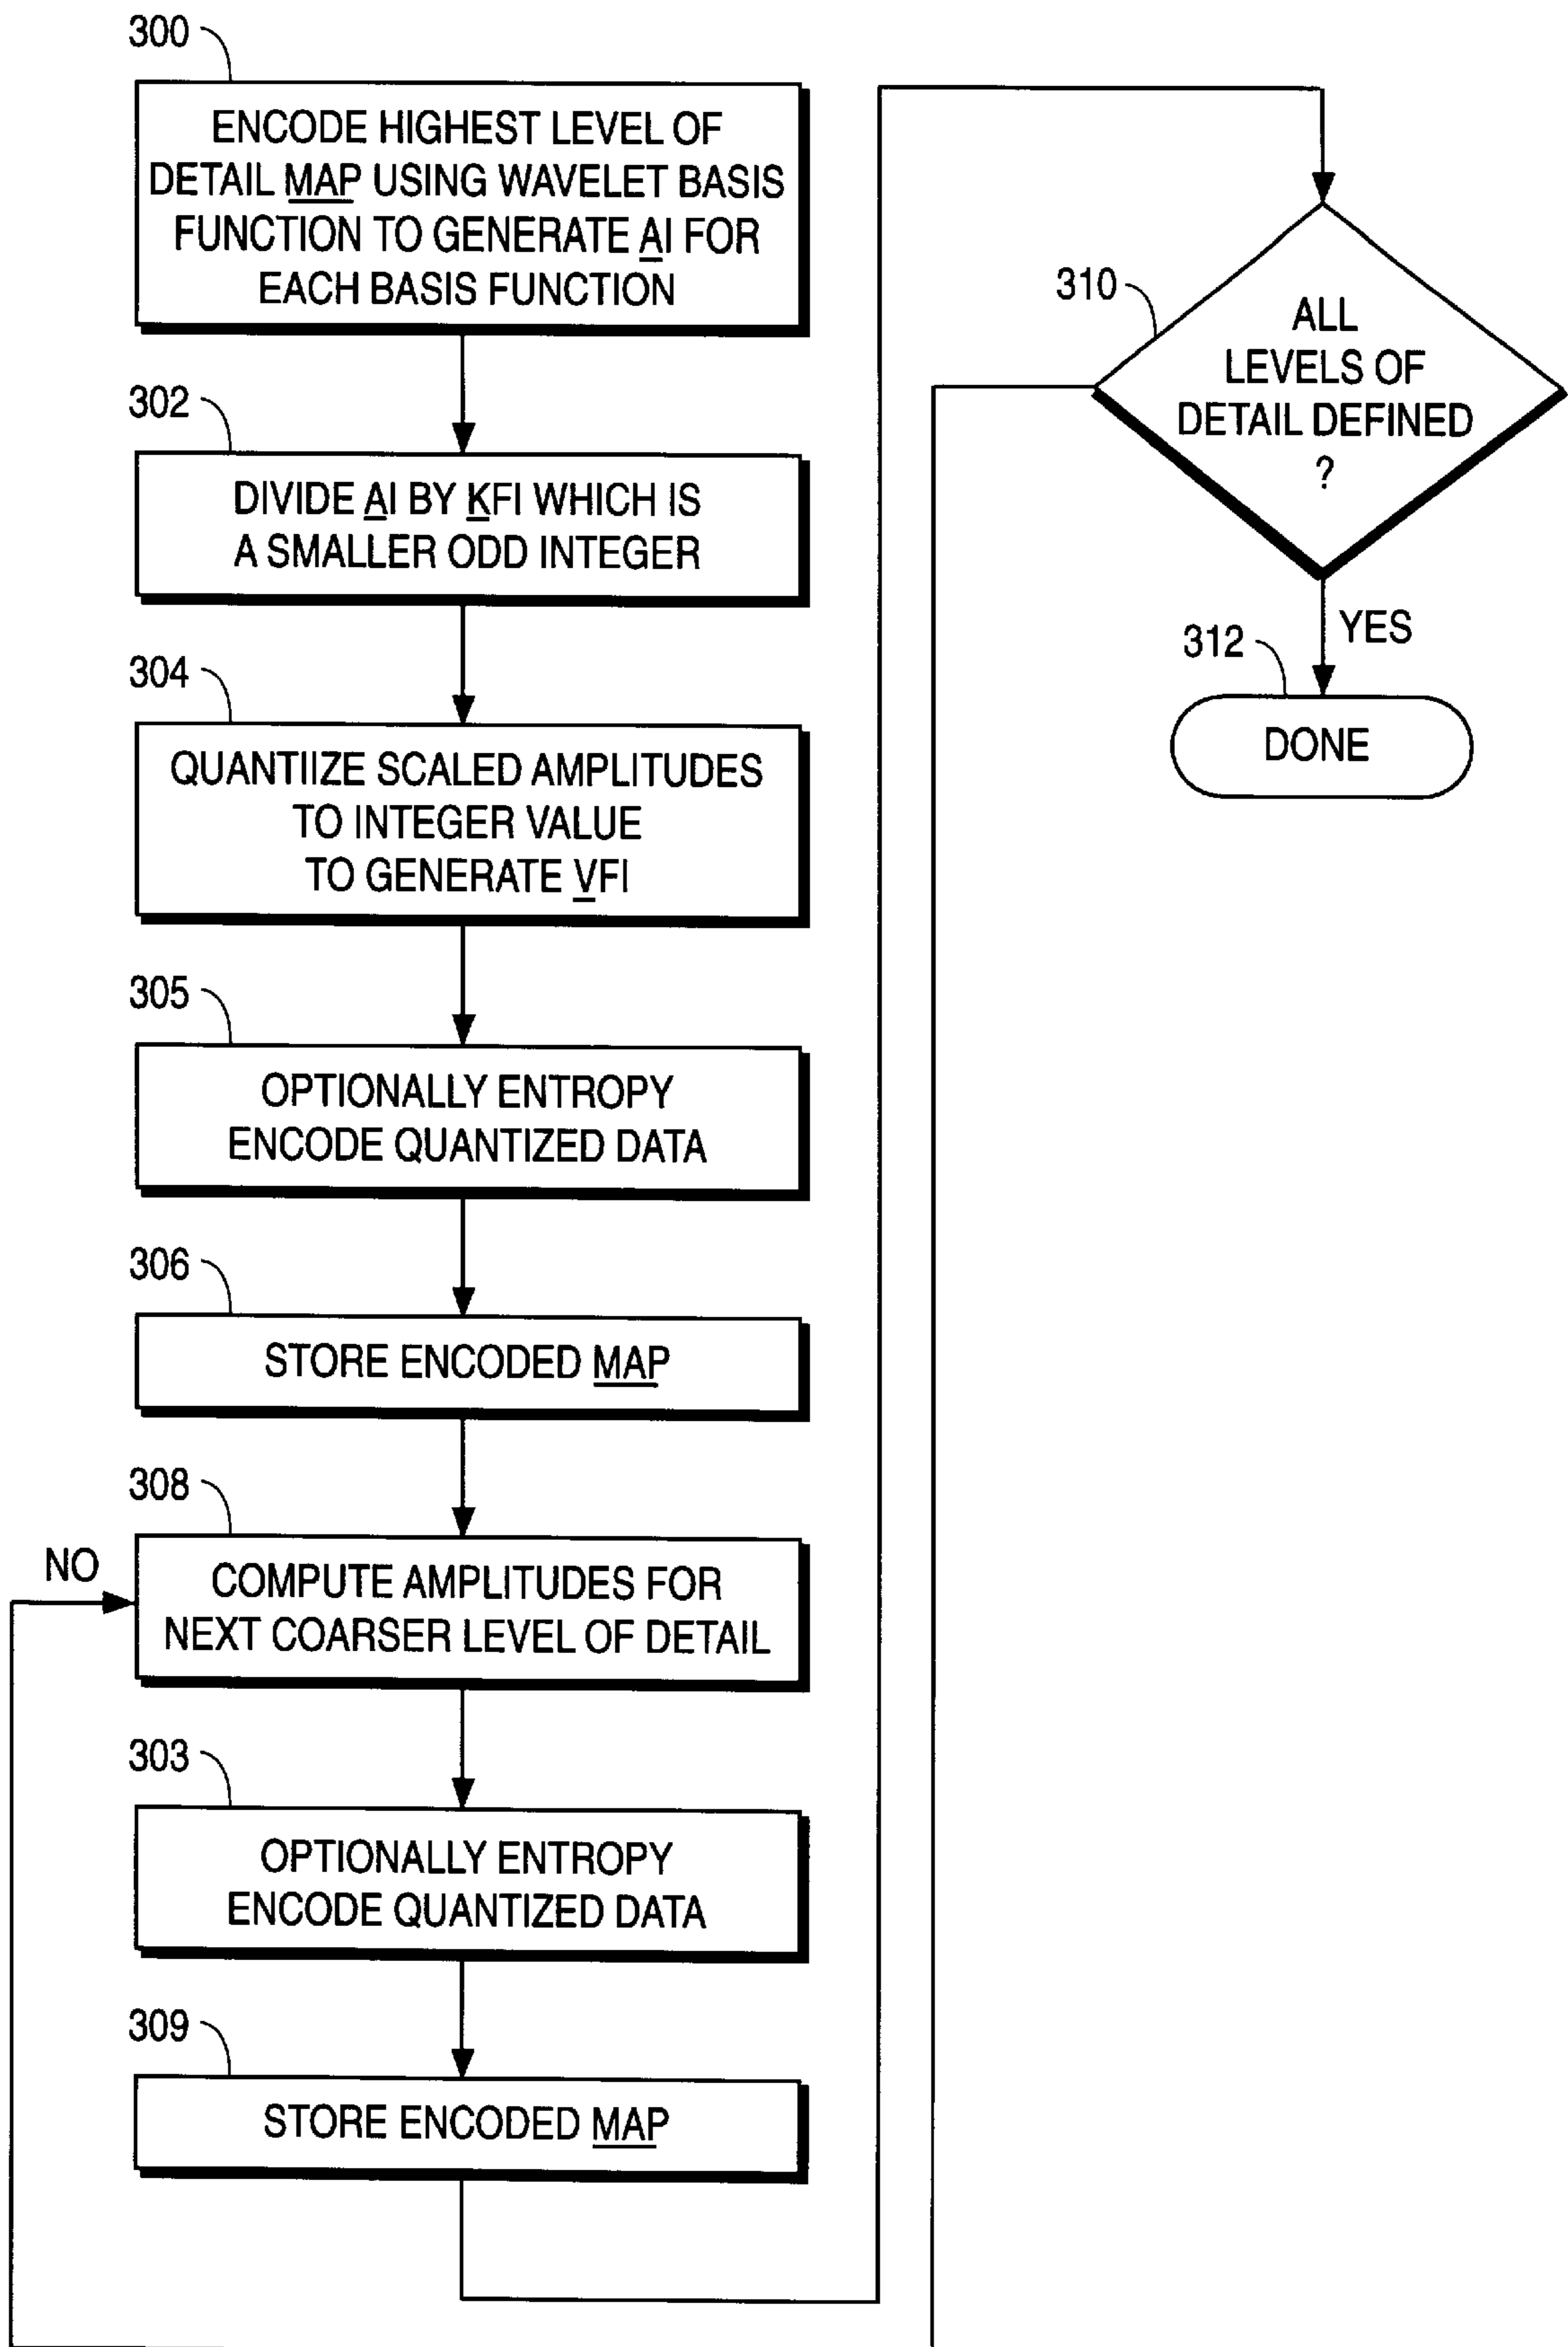 300
ENCODE HIGHEST LEVEL OF
DETAIL MAP USING WAVELET BASIS
FUNCTION TO GENERATE AI FOR
EACH BASIS FUNCTION
302
DIVIDE AI BY KFI WHICH IS
A SMALLER ODD INTEGER
304
QUANTIIZE SCALED AMPLITUDES
TO INTEGER VALUE
TO GENERATE VFI
305
OPTIONALLY ENTROPY
ENCODE QUANTIZED DATA
306
STORE ENCODED MAP
308
NO
COMPUTE AMPLITUDES FOR
NEXT COARSER LEVEL OF DETAIL
303
OPTIONALLY ENTROPY
ENCODE QUANTIZED DATA
309
STORE ENCODED MAP
310
ALL
LEVELS OF
DETAIL DEFINED
?
YES
312
DONE